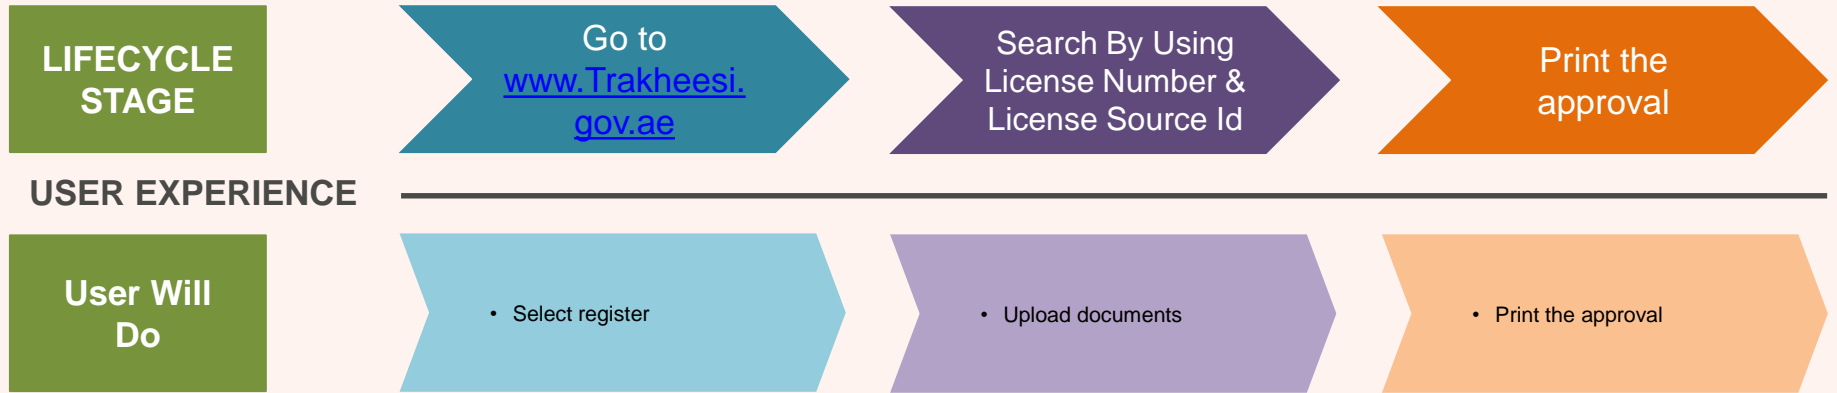 LIFECYCLE
STAGE
Go to
www.Trakheesi.
gov.ae
Search By Using
License Number &
License Source Id
Print the
approval
USER EXPERIENCE
User Will
Do
• Select register
• Upload documents
• Print the approval